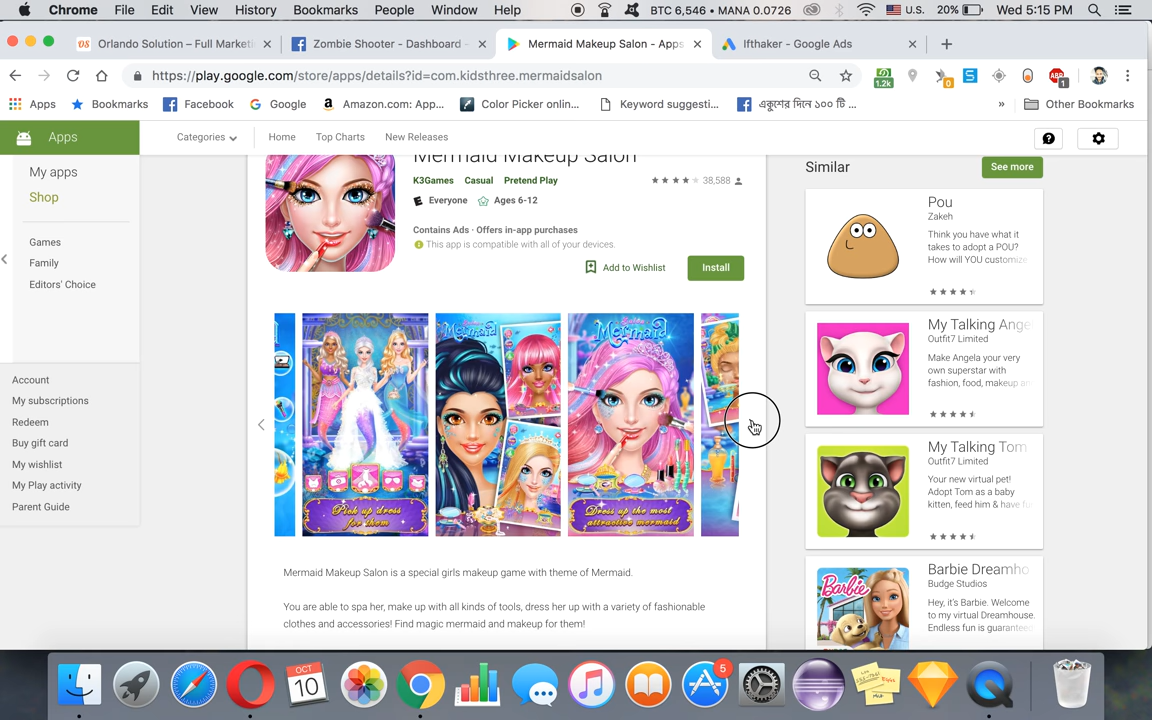 Chrome File Edit View History Bookmarks People Window Help BTC 6,546 • MANA 0.0726 U.S. 20% Wed 5:15 PM
Orlando Solution – Full Marketi Zombie Shooter - Dashboard - Mermaid Makeup Salon - Apps Ifthaker - Google Ads
https://play.google.com/store/apps/details?id=com.kidsthree.mermaidsalon 1.2k 0 S ABP 1
Apps Bookmarks Facebook Google Amazon.com: App... Color Picker onlin... Keyword suggesti... একুশের দিনে ১০০ টি ... » Other Bookmarks
Apps Categories Home Top Charts New Releases
My apps
Shop
Games
Family
Editors' Choice
Account
My subscriptions
Redeem
Buy gift card
My wishlist
My Play activity
Parent Guide
Mermaid Makeup Salon
K3Games Casual Pretend Play 38,588
Everyone Ages 6-12
Contains Ads · Offers in-app purchases
This app is compatible with all of your devices.
Add to Wishlist Install
Pick up dress
for them
Mermaid
Mermaid
Dress up the most
attractive mermaid
Mermaid Makeup Salon is a special girls makeup game with theme of Mermaid.
You are able to spa her, make up with all kinds of tools, dress her up with a variety of fashionable
clothes and accessories! Find magic mermaid and makeup for them!
Similar See more
Pou
Zakeh
Think you have what it
takes to adopt a POU?
How will YOU customize
My Talking Ange
Outfit7 Limited
Make Angela your very
own superstar with
fashion, food, makeup an
My Talking Tom
Outfit7 Limited
Your new virtual pet!
Adopt Tom as a baby
kitten, feed him & have fu
Barbie Dreamho
Budge Studios
Hey, it's Barbie. Welcome
to my virtual Dreamhouse.
Endless fun is guaranteed
Barbie
OCT
10
5